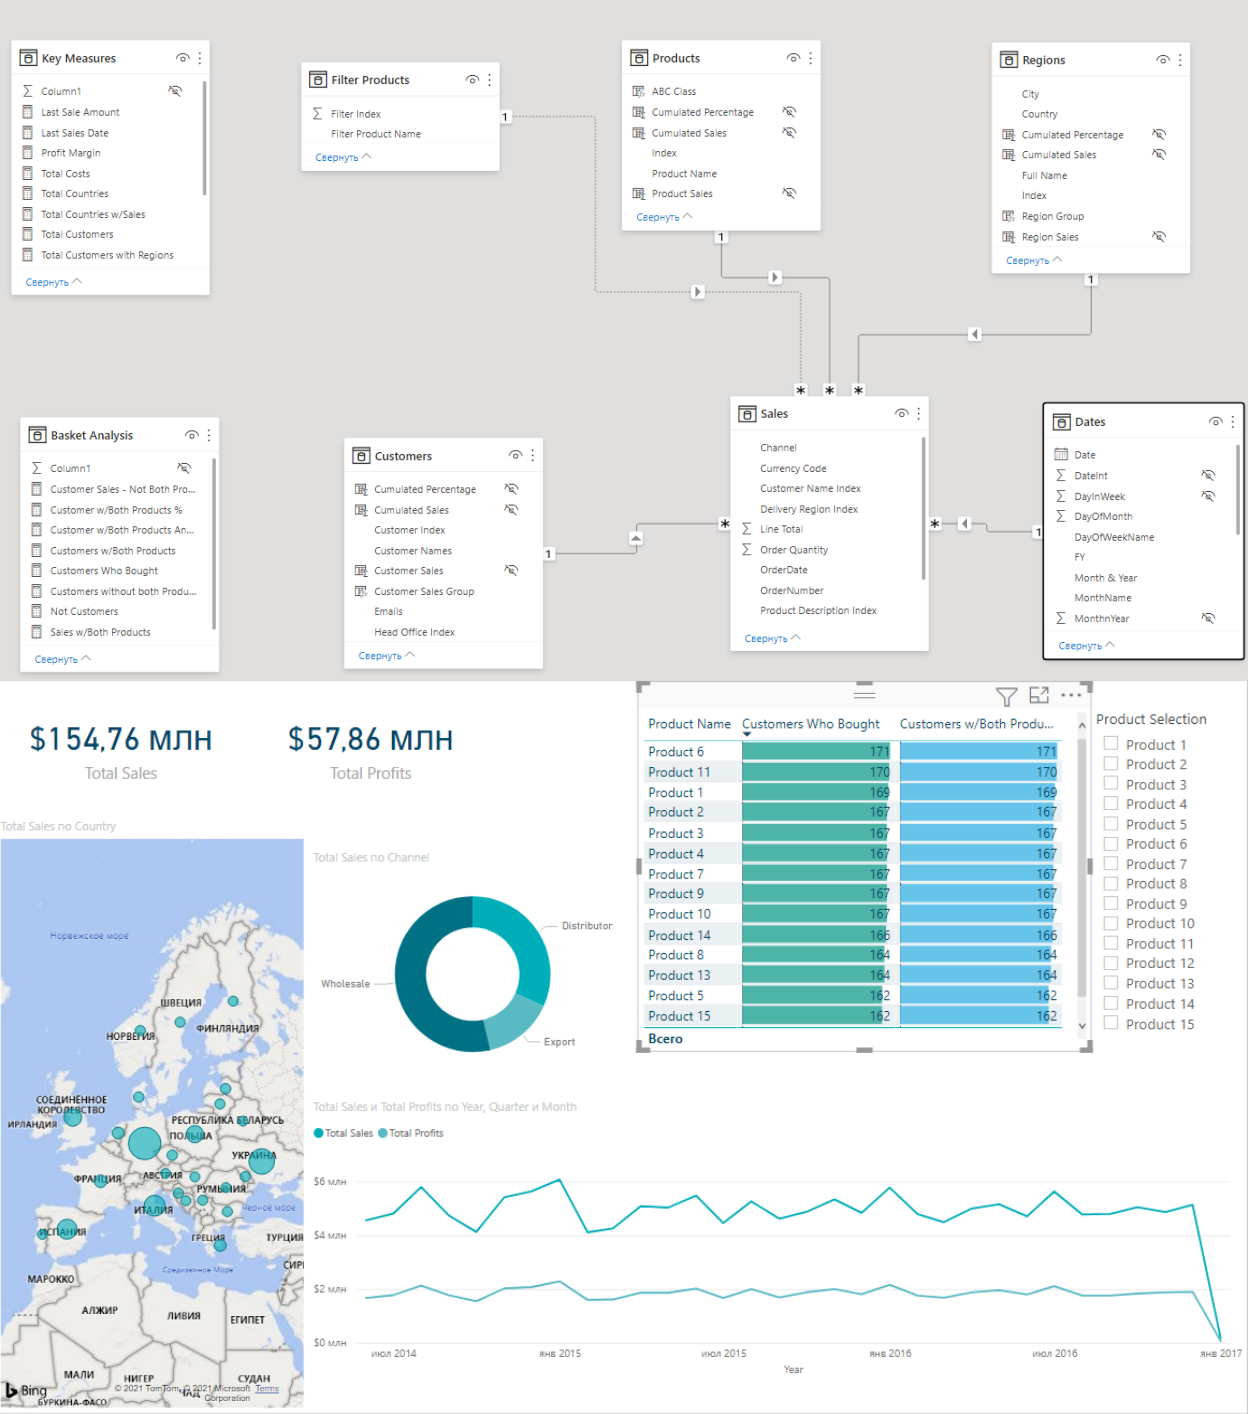 Key Measures
Column1
Last Sale Amount
Last Sales Date
Profit Margin
Total Costs
Total Countries
Total Countries w/Sales
Total Customers
Total Customers with Regions
Свернуть
Filter Products
Filter Index
Filter Product Name
Свернуть
1
Products
ABC Class
Cumulated Percentage
Cumulated Sales
Index
Product Name
Product Sales
Свернуть
1
Regions
City
Country
Cumulated Percentage
Cumulated Sales
Full Name
Index
Region Group
Region Sales
Свернуть
1
Basket Analysis
Column1
Customer Sales - Not Both Pro...
Customer w/Both Products %
Customer w/Both Products An...
Customers w/Both Products
Customers Who Bought
Customers without both Produ...
Not Customers
Sales w/Both Products
Свернуть
Customers
Cumulated Percentage
Cumulated Sales
Customer Index
Customer Names
Customer Sales
Customer Sales Group
Emails
Head Office Index
Свернуть
1
* * *
*
*
Sales
Channel
Currency Code
Customer Name Index
Delivery Region Index
Line Total
Order Quantity
OrderDate
OrderNumber
Product Description Index
Свернуть
1
Dates
Date
DateInt
DayInWeek
DayOfMonth
DayOfWeekName
FY
Month & Year
MonthName
MonthnYear
Свернуть
$154,76 млн
Total Sales
$57,86 млн
Total Profits
Total Sales по Country
Норвежское море
ШВЕЦИЯ
ФИНЛЯНДИЯ
НОРВЕГИЯ
СОЕДИНЁННОЕ
КОРОЛЕВСТВО
ИРЛАНДИЯ
РЕСПУБЛИКА БЕЛАРУСЬ
ПОЛЬША
УКРАИНА
ФРАНЦИЯ
АВСТРИЯ
РУМЫНИЯ
ИТАЛИЯ
Черное море
ИСПАНИЯ
ГРЕЦИЯ
ТУРЦИЯ
Средиземное Море
СИРИ
МАРОККО
АЛЖИР
ЛИВИЯ
ЕГИПЕТ
МАЛИ
НИГЕР
ЧАД
СУДАН
БУРКИНА-ФАСО
Bing
© 2021 TomTom, © 2021 Microsoft Corporation Terms
Total Sales по Channel
Distributor
Wholesale
Export
Product Name Customers Who Bought Customers w/Both Produ...
Product 6 171 171
Product 11 170 170
Product 1 169 169
Product 2 167 167
Product 3 167 167
Product 4 167 167
Product 7 167 167
Product 9 167 167
Product 10 167 167
Product 14 166 166
Product 8 164 164
Product 13 164 164
Product 5 162 162
Product 15 162 162
Всего
Product Selection
Product 1
Product 2
Product 3
Product 4
Product 5
Product 6
Product 7
Product 8
Product 9
Product 10
Product 11
Product 12
Product 13
Product 14
Product 15
Total Sales и Total Profits по Year, Quarter и Month
Total Sales Total Profits
$6 млн
$4 млн
$2 млн
$0 млн
июл 2014 янв 2015 июл 2015 янв 2016 июл 2016 янв 2017
Year